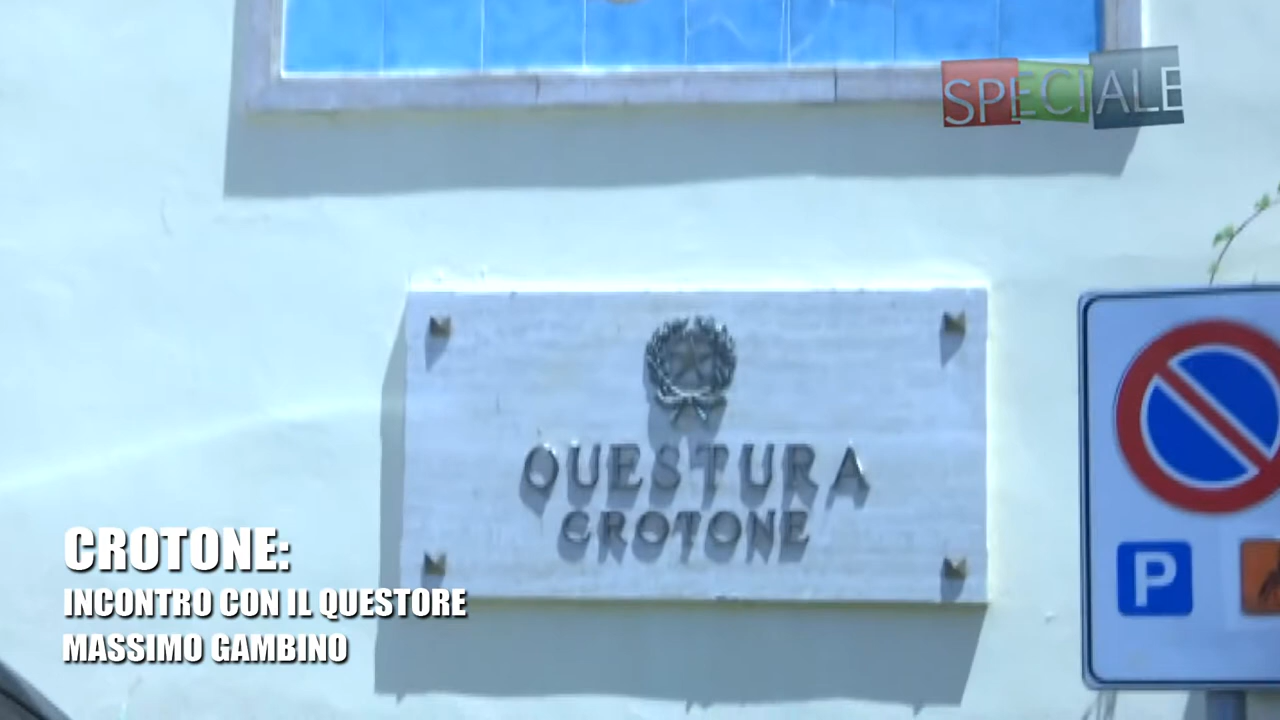 SPECIALE
QUESTURA
CROTONE
P
CROTONE:
INCONTRO CON IL QUESTORE
MASSIMO GAMBINO